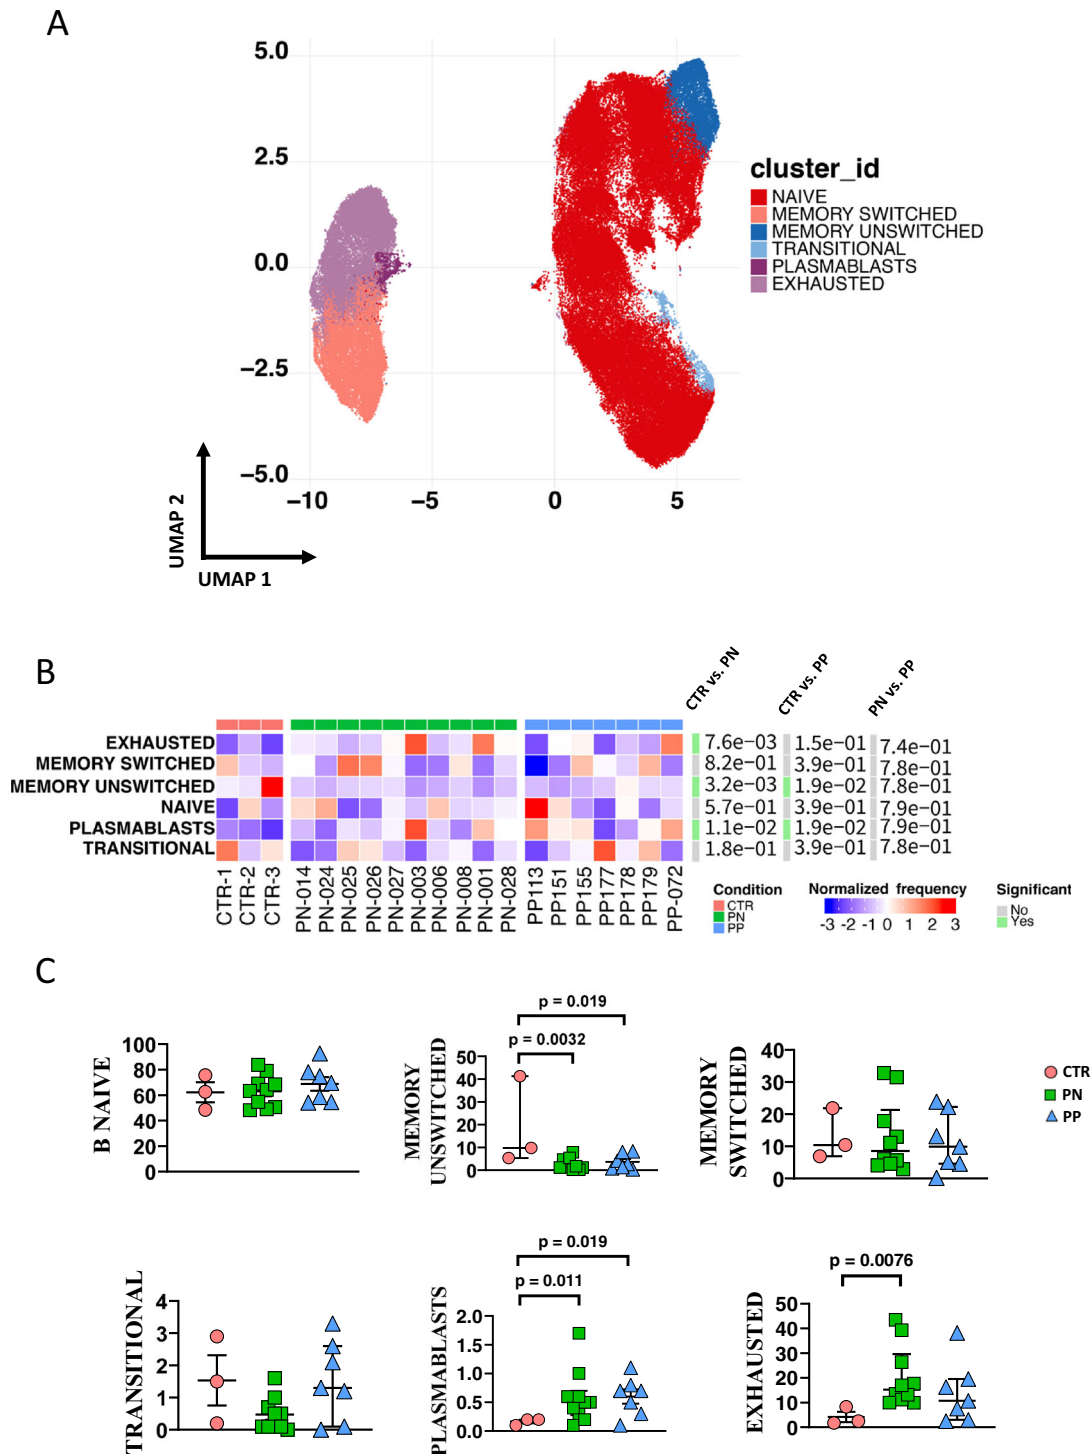 A
5.0
2.5
0.0
−2.5
−5.0
−10
−5
0
5
UMAP 2
UMAP 1
cluster_id
NAIVE
MEMORY SWITCHED
MEMORY UNSWITCHED
TRANSITIONAL
PLASMABLASTS
EXHAUSTED
B
CTR vs. PN
CTR vs. PP
PN vs. PP
EXHAUSTED 7.6e−03 1.5e−01 7.4e−01
MEMORY SWITCHED 8.2e−01 3.9e−01 7.8e−01
MEMORY UNSWITCHED 3.2e−03 1.9e−02 7.8e−01
NAIVE 5.7e−01 3.9e−01 7.9e−01
PLASMABLASTS 1.1e−02 1.9e−02 7.9e−01
TRANSITIONAL 1.8e−01 3.9e−01 7.8e−01
CTR-1
CTR-2
CTR-3
PN-014
PN-024
PN-025
PN-026
PN-027
PN-003
PN-006
PN-008
PN-001
PN-028
PP113
PP151
PP155
PP177
PP178
PP179
PP-072
Condition
CTR
PN
PP
Normalized frequency
-3 -2 -1 0 1 2 3
Significant
No
Yes
C
B NAIVE
100
80
60
40
20
0
MEMORY
UNSWITCHED
p = 0.019
p = 0.0032
50
40
30
20
10
0
MEMORY
SWITCHED
40
30
20
10
0
CTR
PN
PP
TRANSITIONAL
4
3
2
1
0
PLASMABLASTS
p = 0.019
p = 0.011
2.0
1.5
1.0
0.5
0.0
EXHAUSTED
p = 0.0076
50
40
30
20
10
0